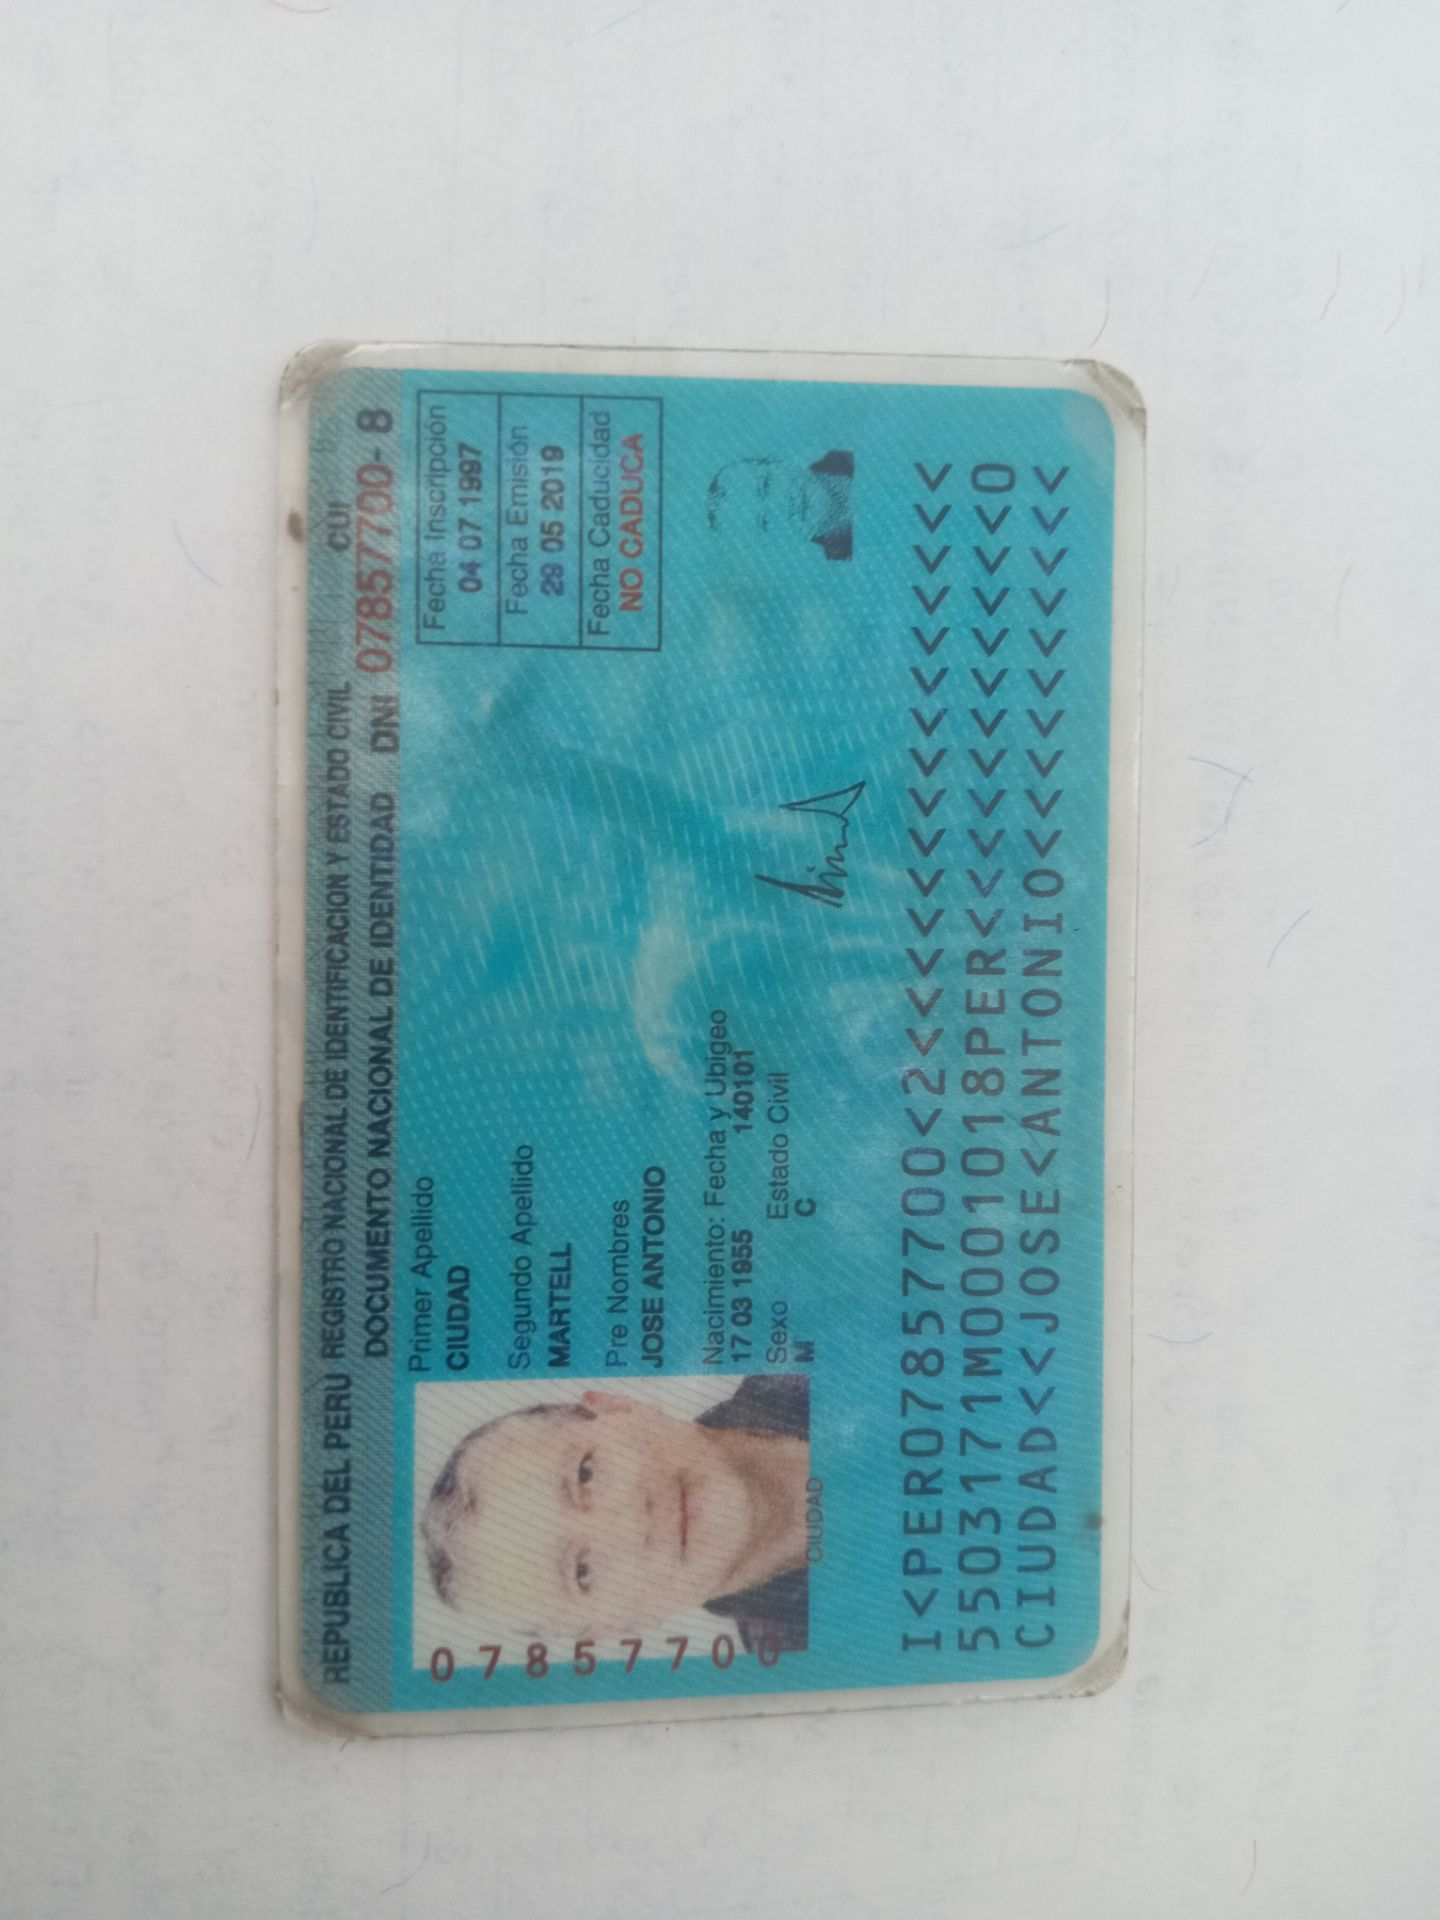 REPUBLICA DEL PERU REGISTRO NACIONAL DE IDENTIFICACION Y ESTADO CIVIL CUI
DOCUMENTO NACIONAL DE IDENTIDAD DNI 07857700-8
Primer Apellido
CIUDAD
Segundo Apellido
MARTELL
Pre Nombres
JOSE ANTONIO
Nacimiento: Fecha y Ubigeo
17 03 1955 140101
Sexo Estado Civil
M C
Fecha Inscripción
04 07 1997
Fecha Emisión
29 05 2019
Fecha Caducidad
NO CADUCA
07857700
CIUDAD
I<PER07857700<2<<<<<<<<<<<<<<<
5503171M0001018PER<<<<<<<<<<<0
CIUDAD<<JOSE<ANTONIO<<<<<<<<<<